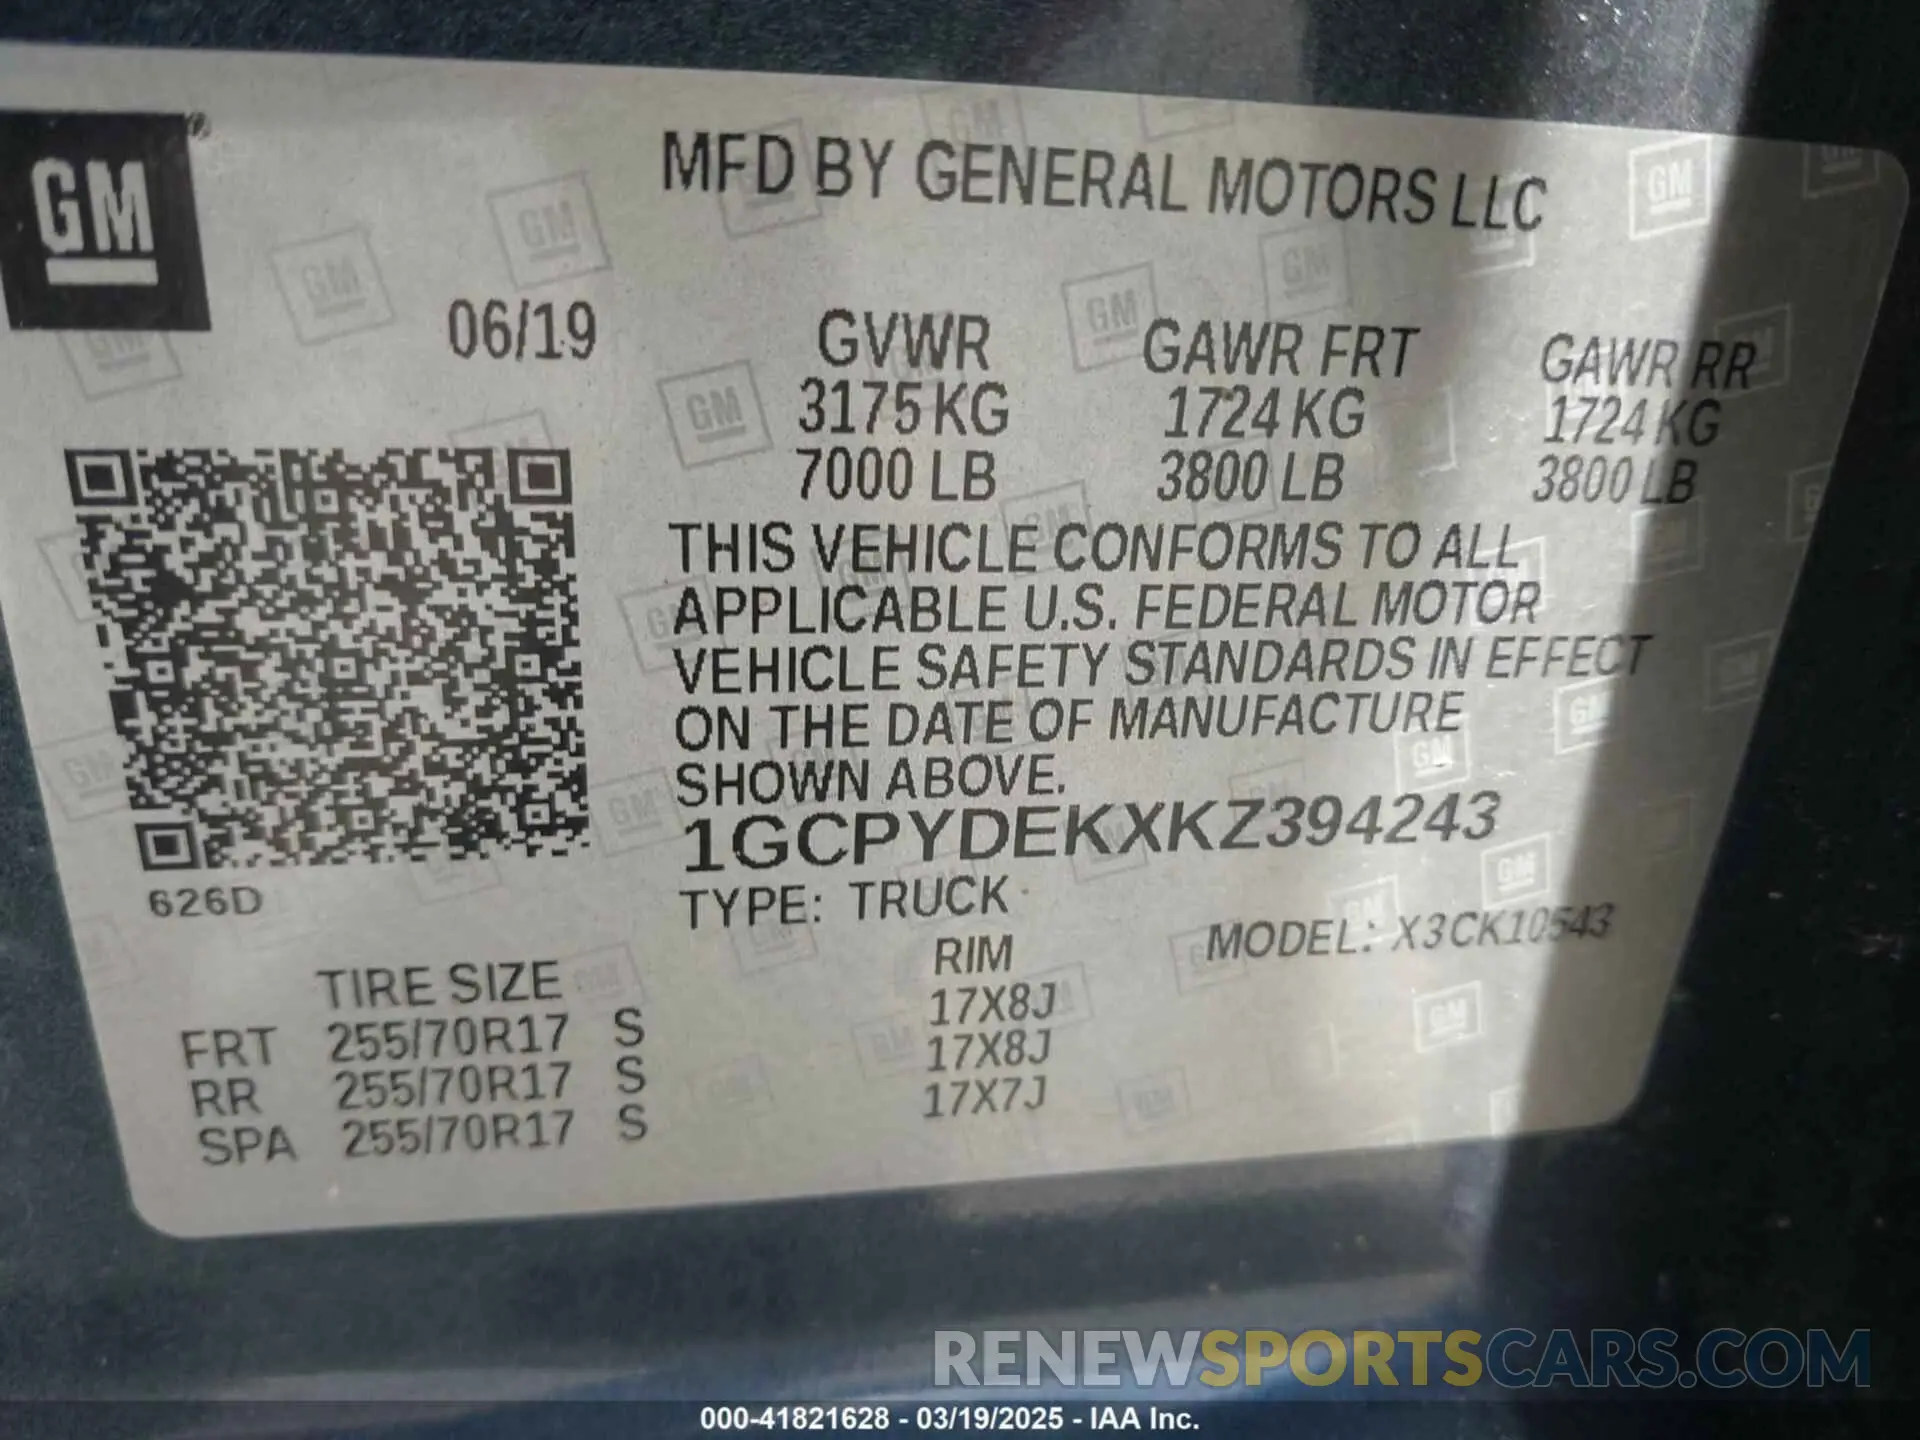 GM
MFD BY GENERAL MOTORS LLC
06/19
GVWR GAWR FRT GAWR RR
3175 KG 1724 KG 1724 KG
7000 LB 3800 LB 3800 LB
THIS VEHICLE CONFORMS TO ALL
APPLICABLE U.S. FEDERAL MOTOR
VEHICLE SAFETY STANDARDS IN EFFECT
ON THE DATE OF MANUFACTURE
SHOWN ABOVE.
1GCPYDEKXKZ394243
626D
TYPE: TRUCK
MODEL: X3CK10543
TIRE SIZE RIM
FRT 255/70R17 S 17X8J
RR 255/70R17 S 17X8J
SPA 255/70R17 S 17X7J
RENEWSPORTSCARS.COM
000-41821628 - 03/19/2025 - IAA Inc.